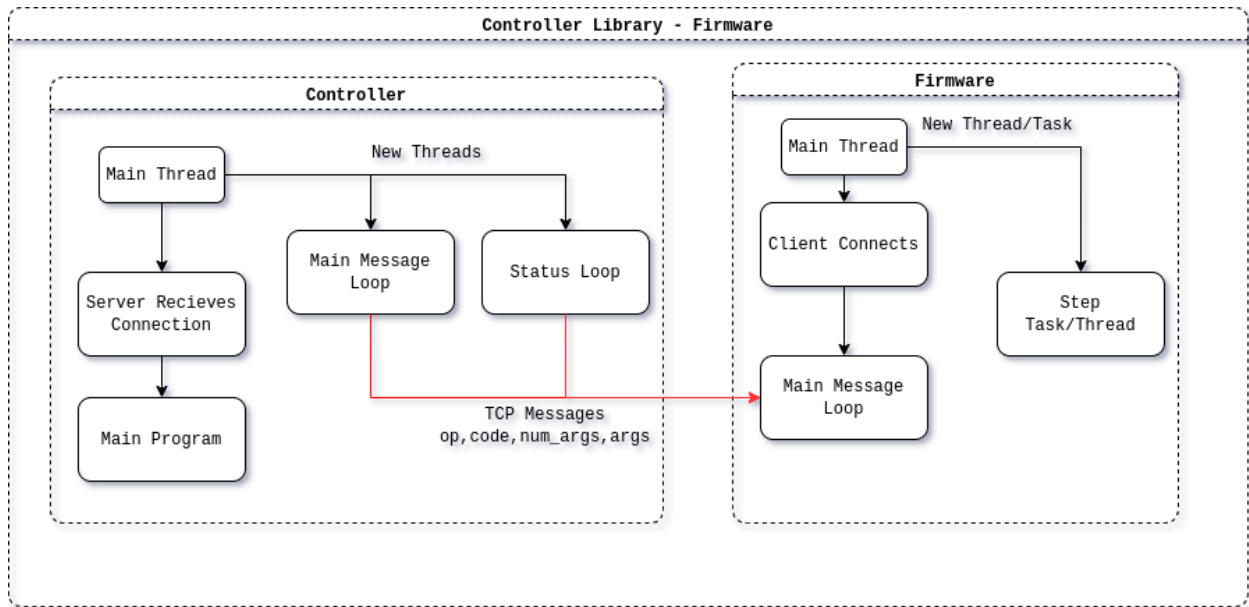 Controller Library - Firmware
Controller
Main Thread
New Threads
Main Message
Loop
Status Loop
Server Recieves
Connection
Main Program
TCP Messages
op,code,num_args,args
Firmware
Main Thread
New Thread/Task
Client Connects
Step
Task/Thread
Main Message
Loop